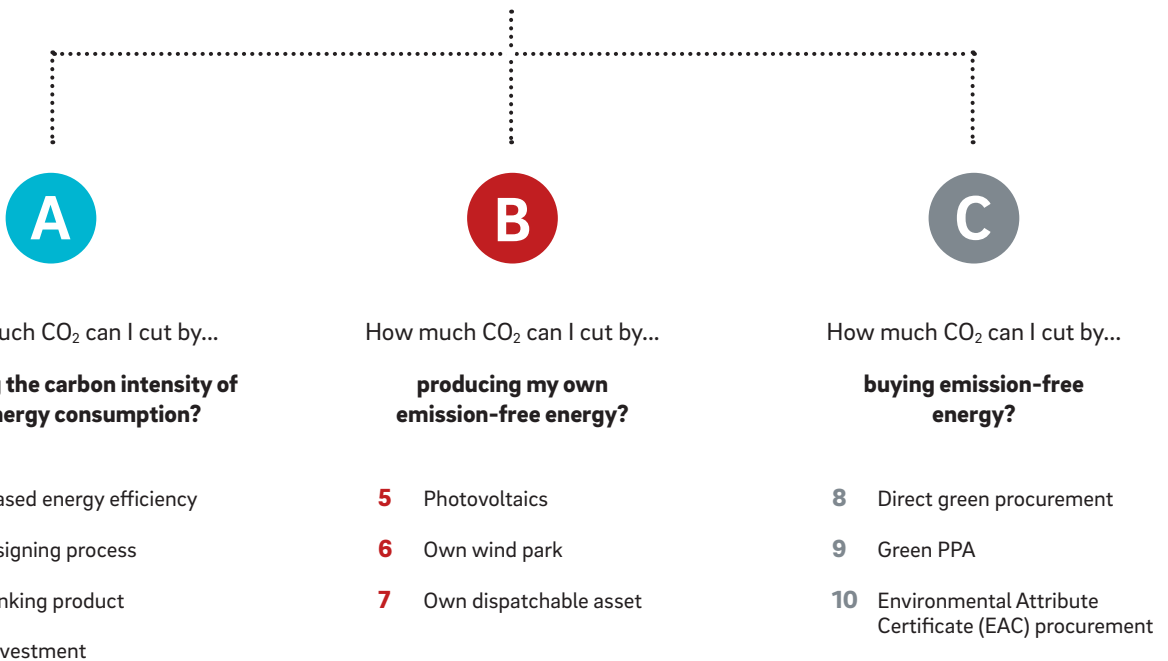 A
uch CO₂ can I cut by...
the carbon intensity of
nergy consumption?
ased energy efficiency
signing process
nking product
vestment
B
How much CO₂ can I cut by...
producing my own
emission-free energy?
5 Photovoltaics
6 Own wind park
7 Own dispatchable asset
C
How much CO₂ can I cut by...
buying emission-free
energy?
8 Direct green procurement
9 Green PPA
10 Environmental Attribute
Certificate (EAC) procurement